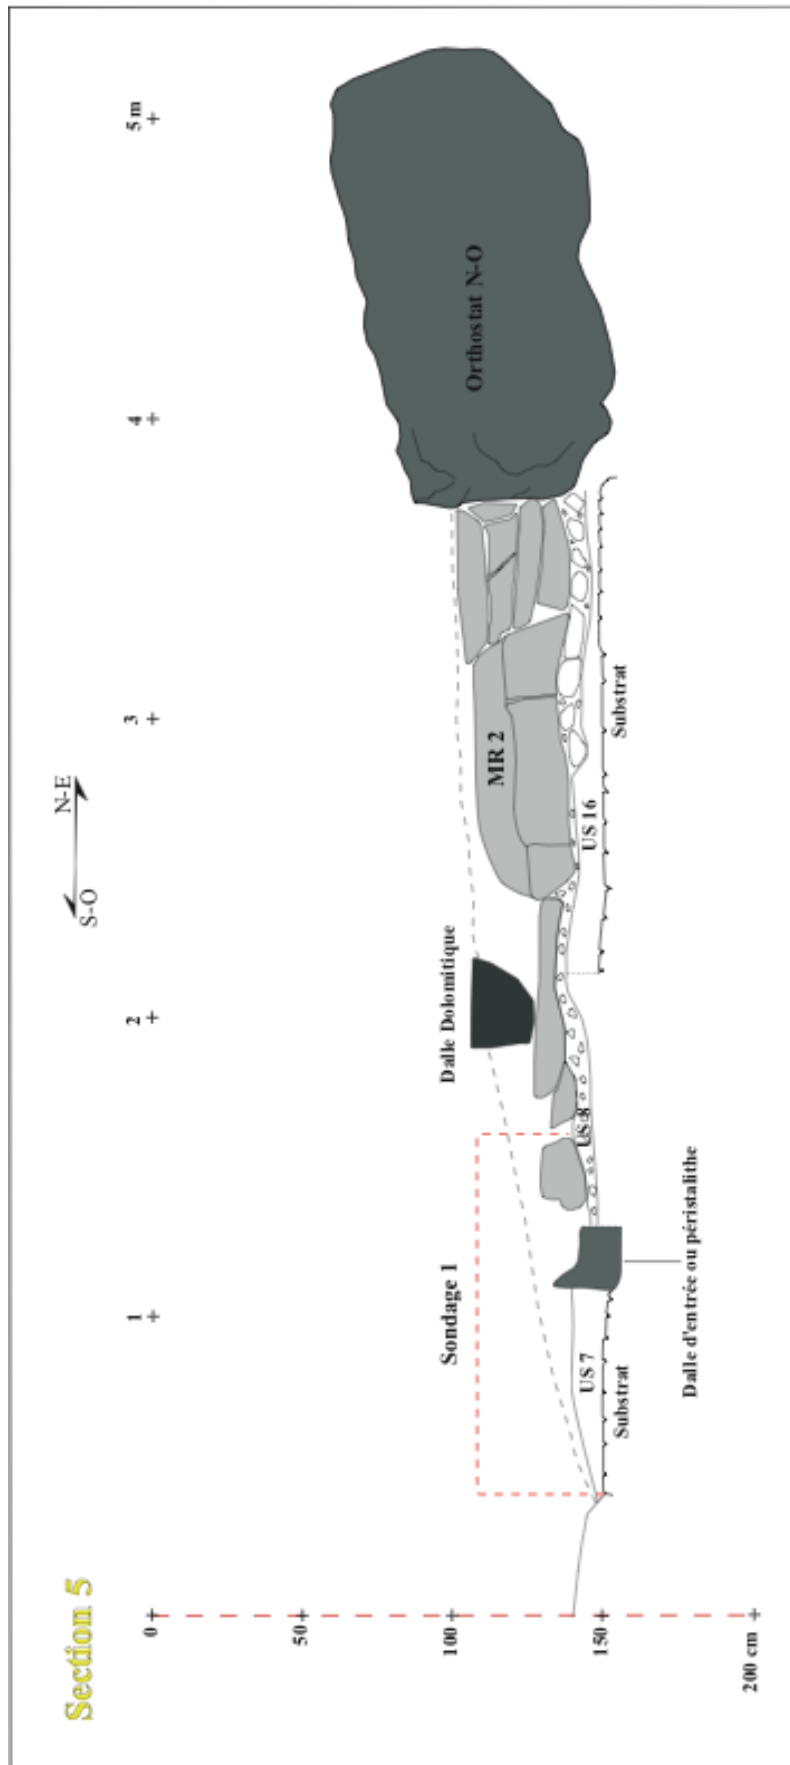 Section 5
S-O
N-E
0
1
2
3
4
5 m
50
100
150
200 cm
Sondage 1
Dalle Dolomitique
MR 2
Orthostat N-O
US 7
US 8
US 16
Substrat
Substrat
Dalle d'entrée ou péristalithe